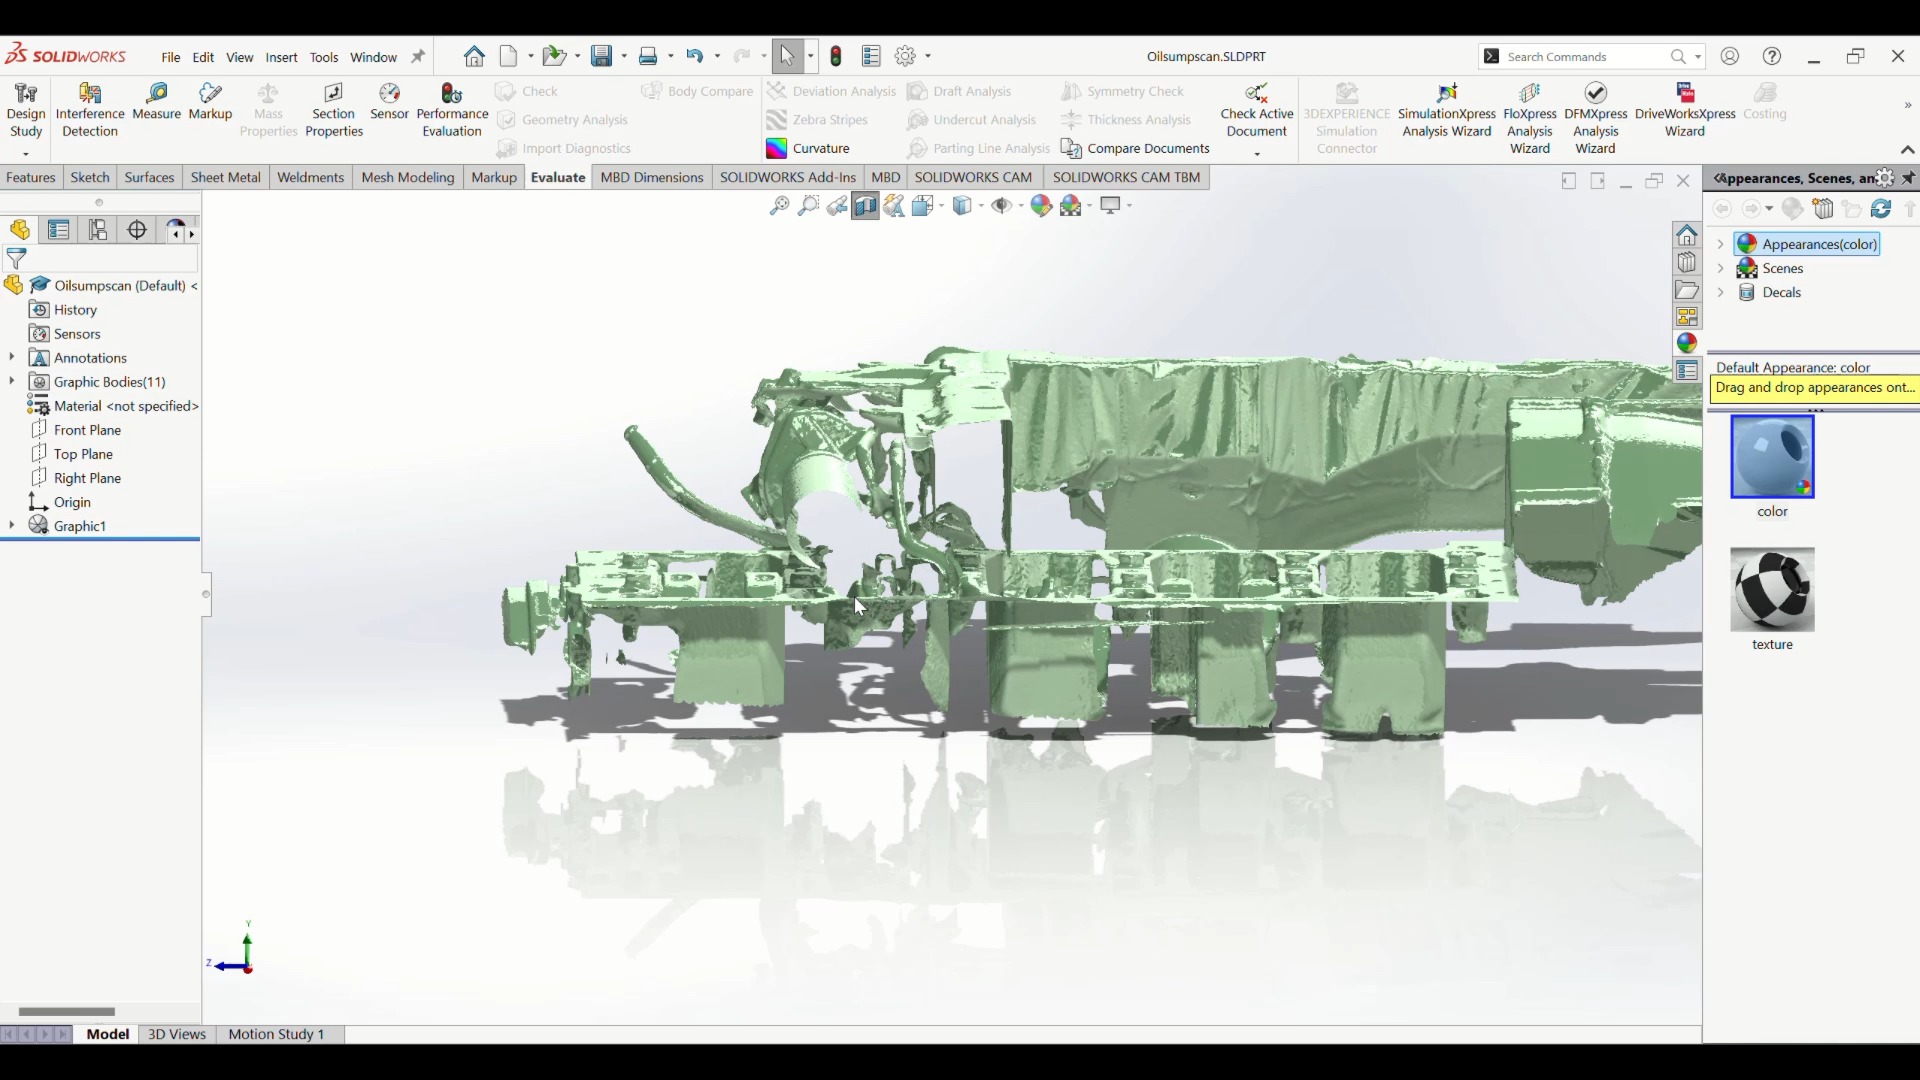 SOLIDWORKS
File Edit View Insert Tools Window
Oilsumpscan.SLDPRT
Search Commands
Design Study
Interference Detection
Measure
Markup
Mass Properties
Section Properties
Sensor
Performance Evaluation
Check
Geometry Analysis
Import Diagnostics
Body Compare
Deviation Analysis
Zebra Stripes
Curvature
Draft Analysis
Undercut Analysis
Parting Line Analysis
Symmetry Check
Thickness Analysis
Compare Documents
Check Active Document
3DEXPERIENCE Simulation Connector
SimulationXpress Analysis Wizard
FloXpress Analysis Wizard
DFMXpress Analysis Wizard
DriveWorksXpress Wizard
Costing
Features Sketch Surfaces Sheet Metal Weldments Mesh Modeling Markup Evaluate MBD Dimensions SOLIDWORKS Add-Ins MBD SOLIDWORKS CAM SOLIDWORKS CAM TBM
Oilsumpscan (Default) <
History
Sensors
Annotations
Graphic Bodies(11)
Material <not specified>
Front Plane
Top Plane
Right Plane
Origin
Graphic1
Appearances, Scenes, an
Appearances(color)
Scenes
Decals
Default Appearance: color
Drag and drop appearances ont...
color
texture
Y
Z
Model 3D Views Motion Study 1